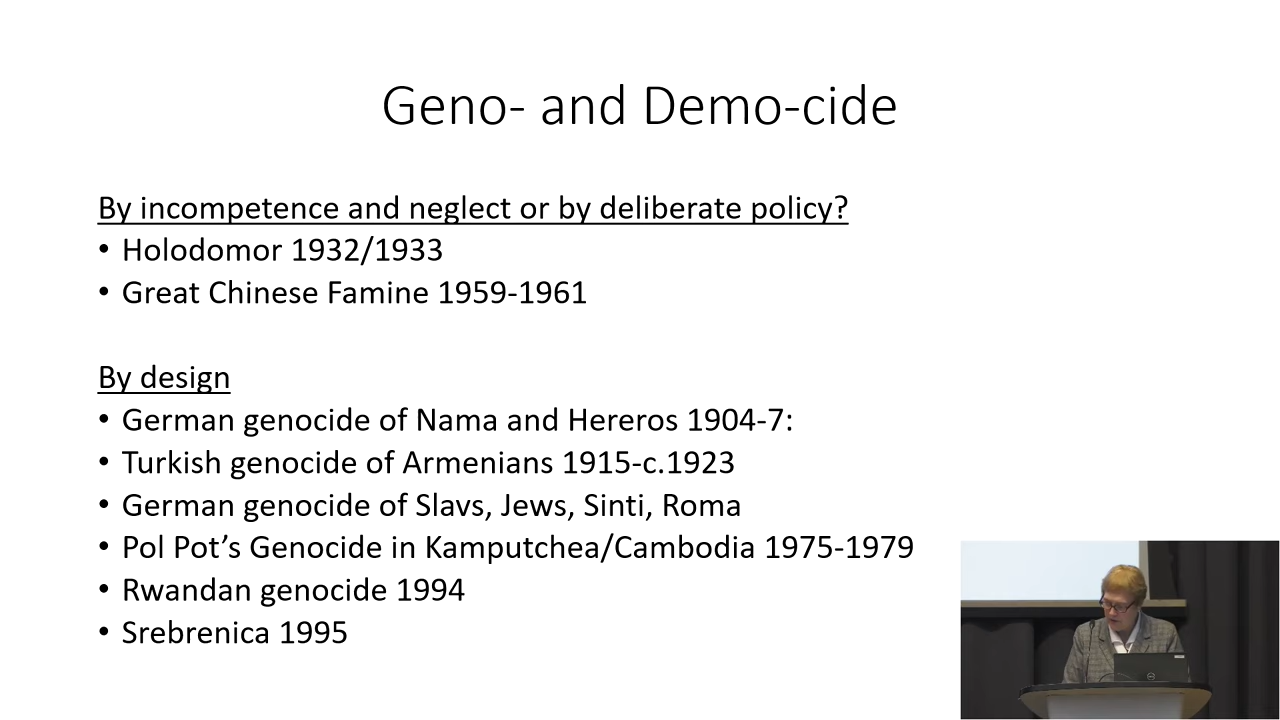 Geno- and Demo-cide
By incompetence and neglect or by deliberate policy?
• Holodomor 1932/1933
• Great Chinese Famine 1959-1961
By design
• German genocide of Nama and Hereros 1904-7:
• Turkish genocide of Armenians 1915-c.1923
• German genocide of Slavs, Jews, Sinti, Roma
• Pol Pot’s Genocide in Kamputchea/Cambodia 1975-1979
• Rwandan genocide 1994
• Srebrenica 1995